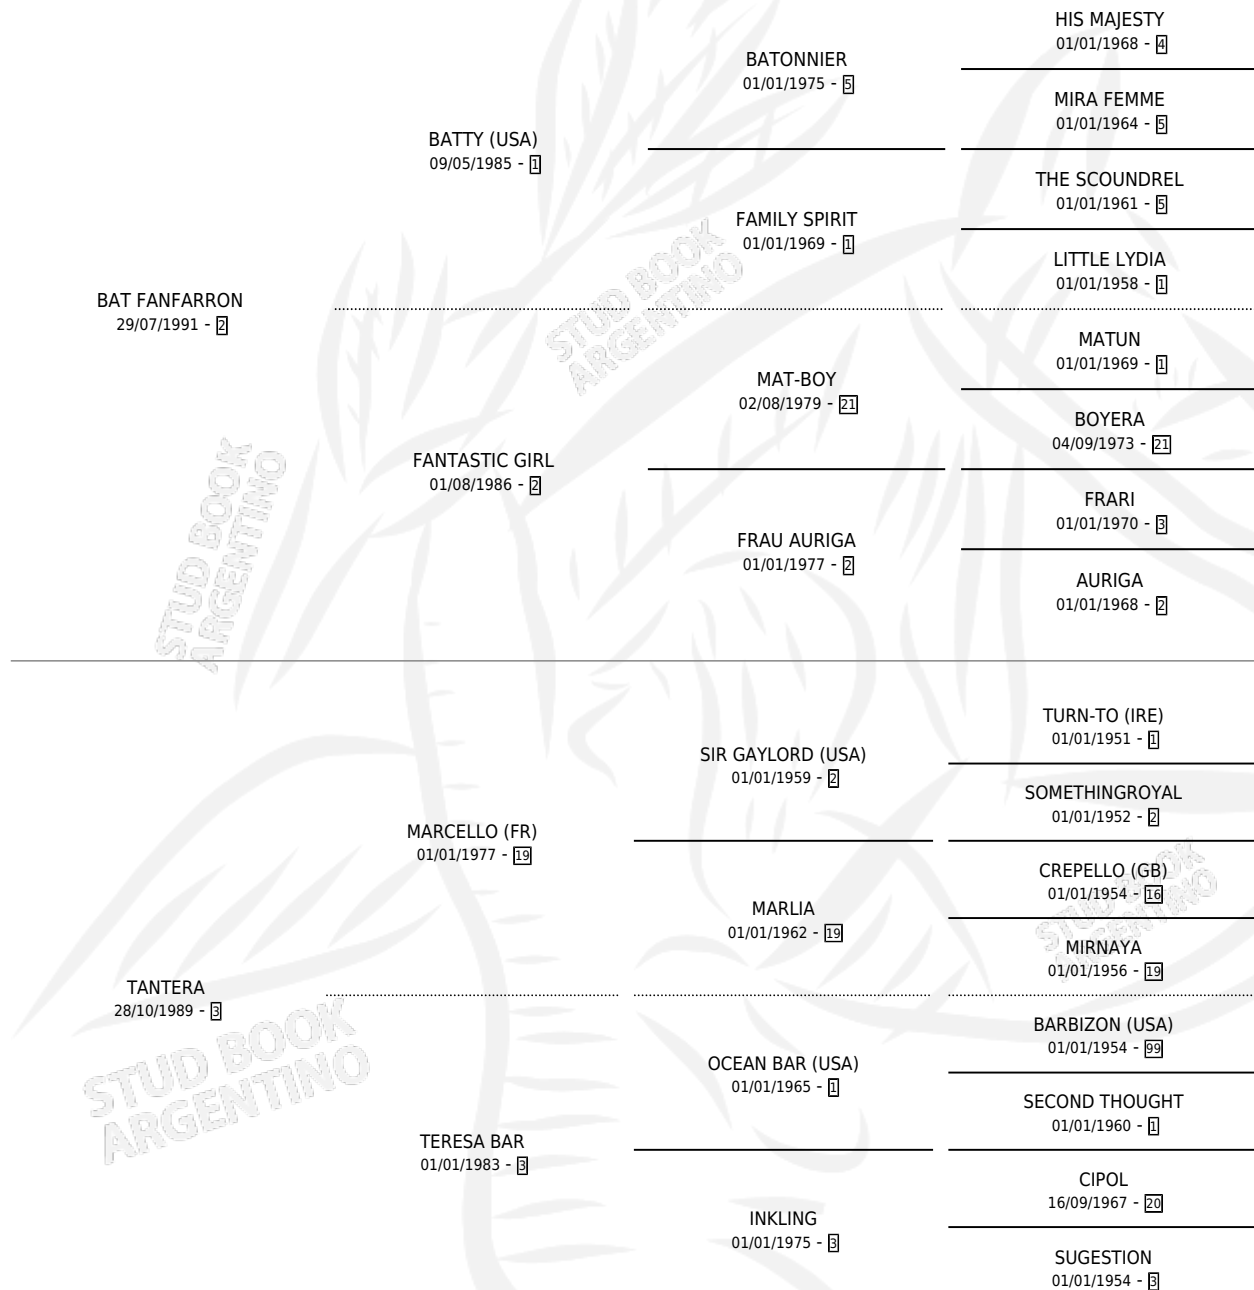 HIS MAJESTY
01/01/1968 - 4
BATONNIER
01/01/1975 - 5
MIRA FEMME
01/01/1964 - 5
BATTY (USA)
09/05/1985 - 1
THE SCOUNDREL
01/01/1961 - 5
FAMILY SPIRIT
01/01/1969 - 1
LITTLE LYDIA
01/01/1958 - 1
BAT FANFARRON
29/07/1991 - 2
MATUN
01/01/1969 - 1
MAT-BOY
02/08/1979 - 21
BOYERA
04/09/1973 - 21
FANTASTIC GIRL
01/08/1986 - 2
FRARI
01/01/1970 - 3
FRAU AURIGA
01/01/1977 - 2
AURIGA
01/01/1968 - 2
TURN-TO (IRE)
01/01/1951 - 1
SIR GAYLORD (USA)
01/01/1959 - 2
SOMETHINGROYAL
01/01/1952 - 2
MARCELLO (FR)
01/01/1977 - 19
CREPELLO (GB)
01/01/1954 - 16
MARLIA
01/01/1962 - 19
MIRNAYA
01/01/1956 - 19
TANTERA
28/10/1989 - 3
BARBIZON (USA)
01/01/1954 - 99
OCEAN BAR (USA)
01/01/1965 - 1
SECOND THOUGHT
01/01/1960 - 1
TERESA BAR
01/01/1983 - 3
CIPOL
16/09/1967 - 20
INKLING
01/01/1975 - 3
SUGESTION
01/01/1954 - 3
STUD BOOK
ARGENTINO
STUD BOOK
ARGENTINO
STUD BOOK
ARGENTINO
STUD BOOK
ARGENTINO